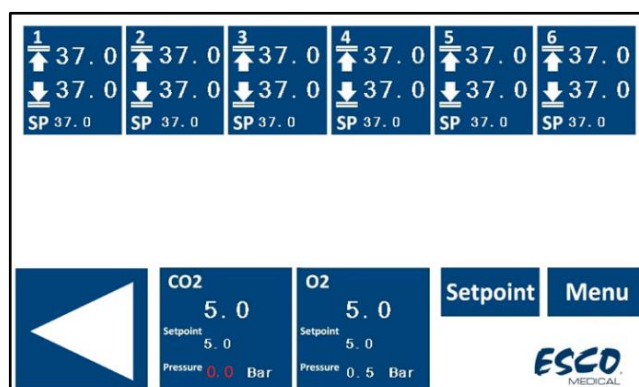 1 2 3 4 5 6
37.0 37.0 37.0 37.0 37.0 37.0
37.0 37.0 37.0 37.0 37.0 37.0
SP 37.0 SP 37.0 SP 37.0 SP 37.0 SP 37.0 SP 37.0
CO2
5.0
Setpoint
5.0
Pressure 0.0 Bar
O2
5.0
Setpoint
5.0
Pressure 0.5 Bar
Setpoint
Menu
ESCO
MEDICAL